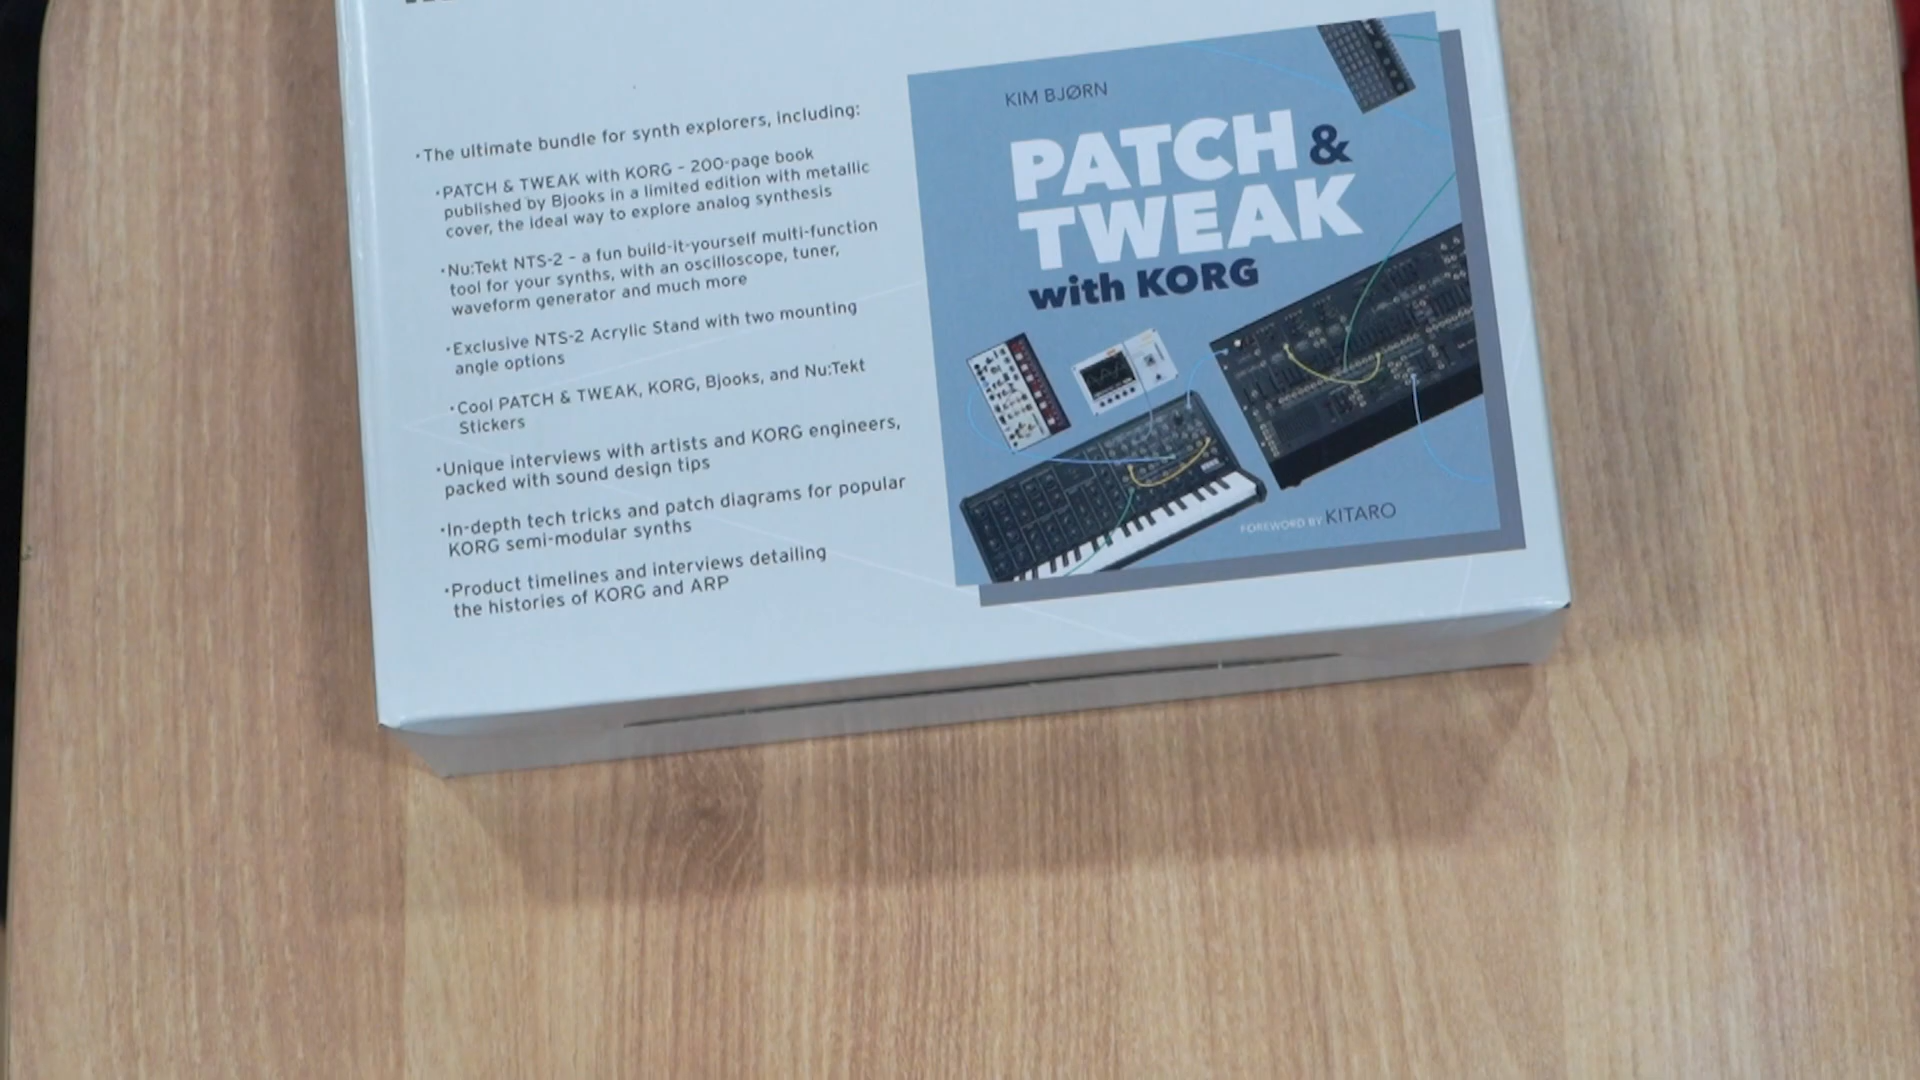 •The ultimate bundle for synth explorers, including:
•PATCH & TWEAK with KORG – 200-page book
published by Bjooks in a limited edition with metallic
cover, the ideal way to explore analog synthesis
•Nu:Tekt NTS-2 – a fun build-it-yourself multi-function
tool for your synths, with an oscilloscope, tuner,
waveform generator and much more
•Exclusive NTS-2 Acrylic Stand with two mounting
angle options
•Cool PATCH & TWEAK, KORG, Bjooks, and Nu:Tekt
Stickers
•Unique interviews with artists and KORG engineers,
packed with sound design tips
•In-depth tech tricks and patch diagrams for popular
KORG semi-modular synths
•Product timelines and interviews detailing
the histories of KORG and ARP
KIM BJØRN
PATCH &
TWEAK
with KORG
KORG
FOREWORD BY KITARO